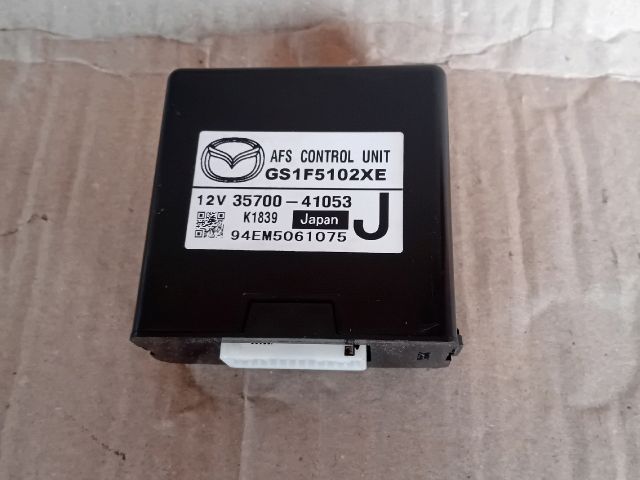 AFS CONTROL UNIT
GS1F5102XE
12V 35700-41053
K1839 Japan J
94EM5061075